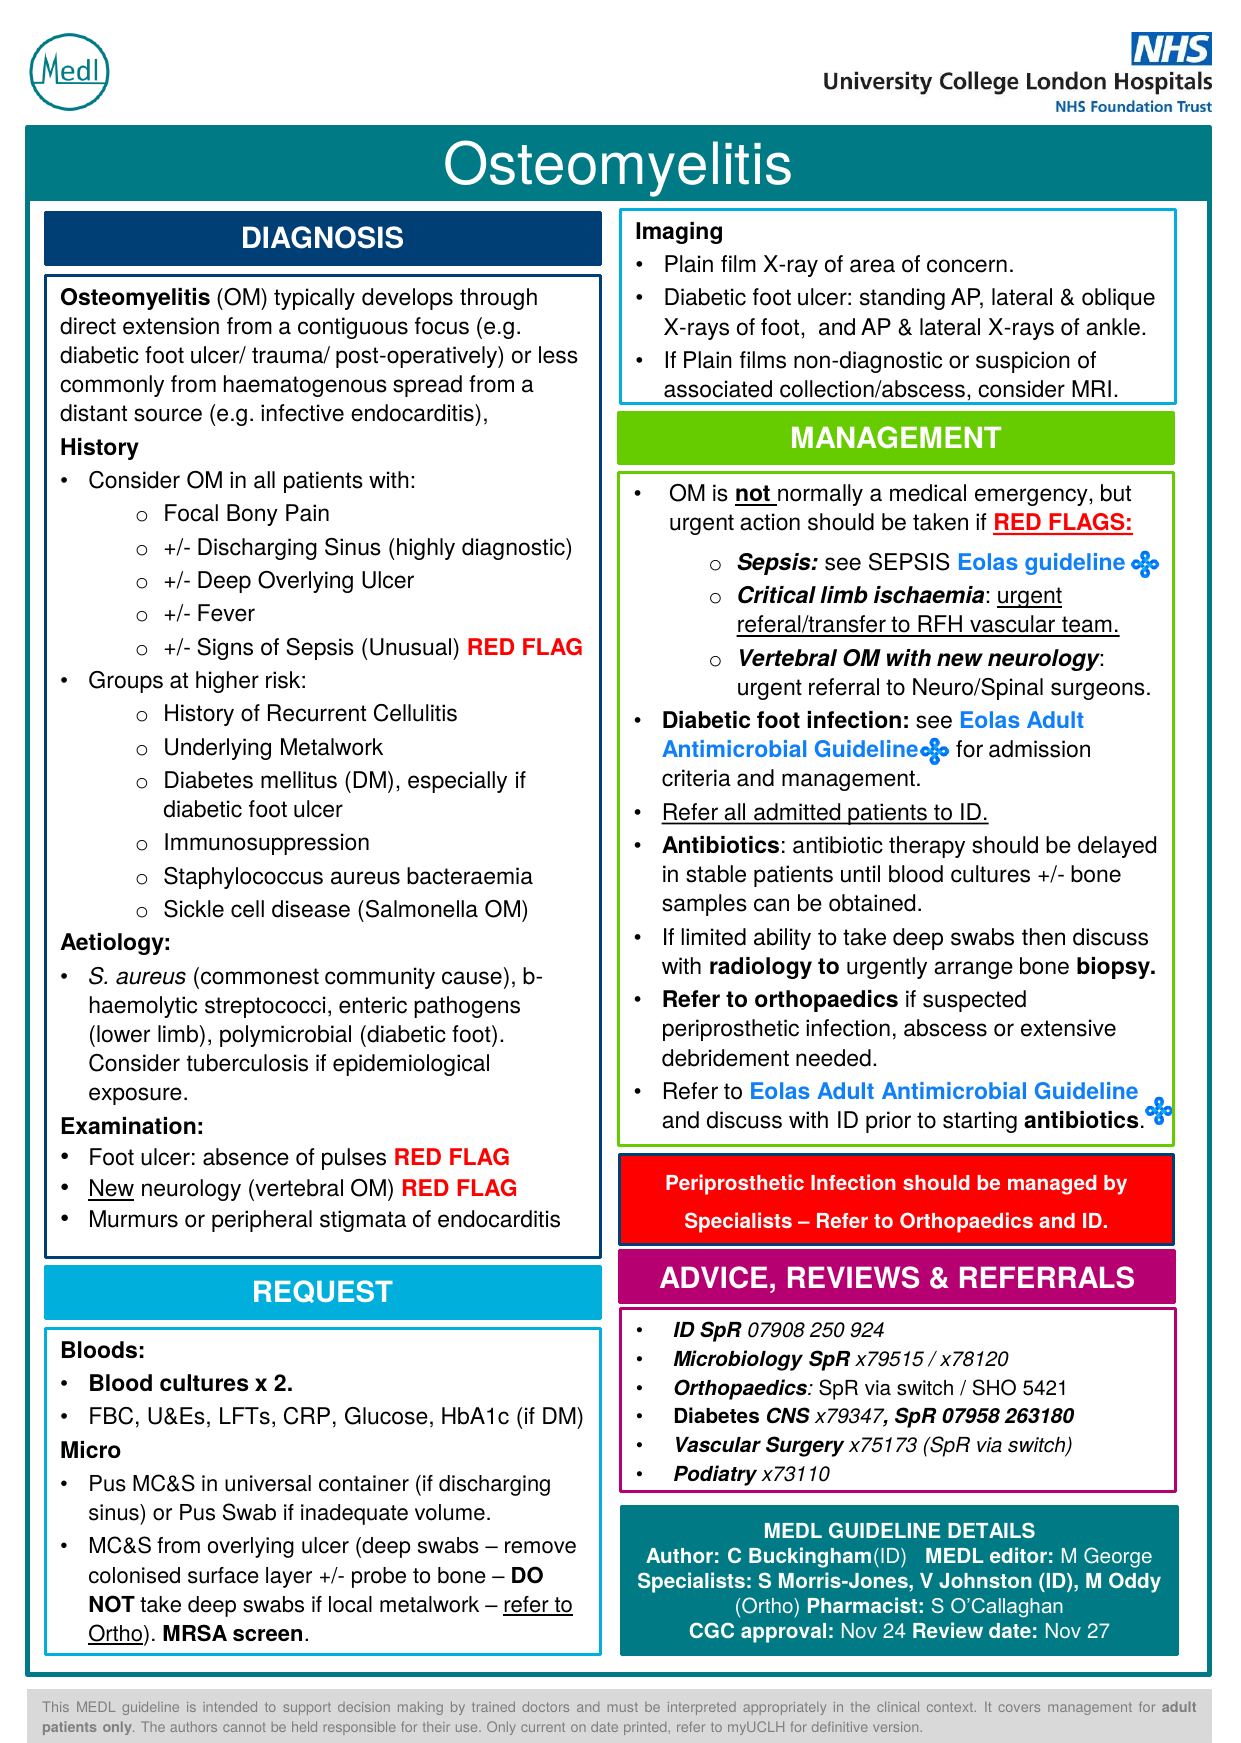 Medl
NHS
University College London Hospitals
NHS Foundation Trust
Osteomyelitis
DIAGNOSIS
Osteomyelitis (OM) typically develops through
direct extension from a contiguous focus (e.g.
diabetic foot ulcer/ trauma/ post-operatively) or less
commonly from haematogenous spread from a
distant source (e.g. infective endocarditis),
History
• Consider OM in all patients with:
o Focal Bony Pain
o +/- Discharging Sinus (highly diagnostic)
o +/- Deep Overlying Ulcer
o +/- Fever
o +/- Signs of Sepsis (Unusual) RED FLAG
• Groups at higher risk:
o History of Recurrent Cellulitis
o Underlying Metalwork
o Diabetes mellitus (DM), especially if
diabetic foot ulcer
o Immunosuppression
o Staphylococcus aureus bacteraemia
o Sickle cell disease (Salmonella OM)
Aetiology:
• S. aureus (commonest community cause), b-
haemolytic streptococci, enteric pathogens
(lower limb), polymicrobial (diabetic foot).
Consider tuberculosis if epidemiological
exposure.
Examination:
• Foot ulcer: absence of pulses RED FLAG
• New neurology (vertebral OM) RED FLAG
• Murmurs or peripheral stigmata of endocarditis
REQUEST
Bloods:
• Blood cultures x 2.
• FBC, U&Es, LFTs, CRP, Glucose, HbA1c (if DM)
Micro
• Pus MC&S in universal container (if discharging
sinus) or Pus Swab if inadequate volume.
• MC&S from overlying ulcer (deep swabs – remove
colonised surface layer +/- probe to bone – DO
NOT take deep swabs if local metalwork – refer to
Ortho). MRSA screen.
Imaging
• Plain film X-ray of area of concern.
• Diabetic foot ulcer: standing AP, lateral & oblique
X-rays of foot, and AP & lateral X-rays of ankle.
• If Plain films non-diagnostic or suspicion of
associated collection/abscess, consider MRI.
MANAGEMENT
• OM is not normally a medical emergency, but
urgent action should be taken if RED FLAGS:
o Sepsis: see SEPSIS Eolas guideline
o Critical limb ischaemia: urgent
referal/transfer to RFH vascular team.
o Vertebral OM with new neurology:
urgent referral to Neuro/Spinal surgeons.
• Diabetic foot infection: see Eolas Adult
Antimicrobial Guideline for admission
criteria and management.
• Refer all admitted patients to ID.
• Antibiotics: antibiotic therapy should be delayed
in stable patients until blood cultures +/- bone
samples can be obtained.
• If limited ability to take deep swabs then discuss
with radiology to urgently arrange bone biopsy.
• Refer to orthopaedics if suspected
periprosthetic infection, abscess or extensive
debridement needed.
• Refer to Eolas Adult Antimicrobial Guideline
and discuss with ID prior to starting antibiotics.
Periprosthetic Infection should be managed by
Specialists – Refer to Orthopaedics and ID.
ADVICE, REVIEWS & REFERRALS
• ID SpR 07908 250 924
• Microbiology SpR x79515 / x78120
• Orthopaedics: SpR via switch / SHO 5421
• Diabetes CNS x79347, SpR 07958 263180
• Vascular Surgery x75173 (SpR via switch)
• Podiatry x73110
MEDL GUIDELINE DETAILS
Author: C Buckingham(ID) MEDL editor: M George
Specialists: S Morris-Jones, V Johnston (ID), M Oddy
(Ortho) Pharmacist: S O’Callaghan
CGC approval: Nov 24 Review date: Nov 27
This MEDL guideline is intended to support decision making by trained doctors and must be interpreted appropriately in the clinical context. It covers management for adult
patients only. The authors cannot be held responsible for their use. Only current on date printed, refer to myUCLH for definitive version.